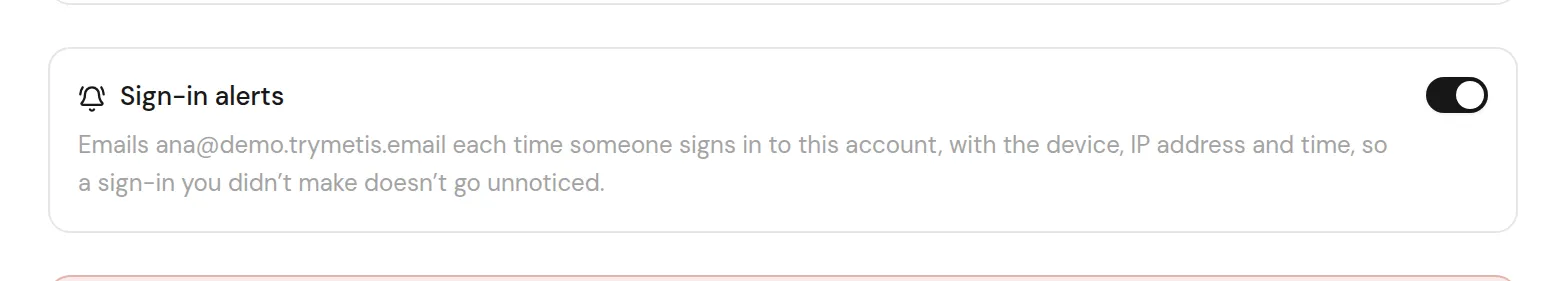 Sign-in alerts
Emails ana@demo.trymetis.email each time someone signs in to this account, with the device, IP address and time, so
a sign-in you didn’t make doesn’t go unnoticed.